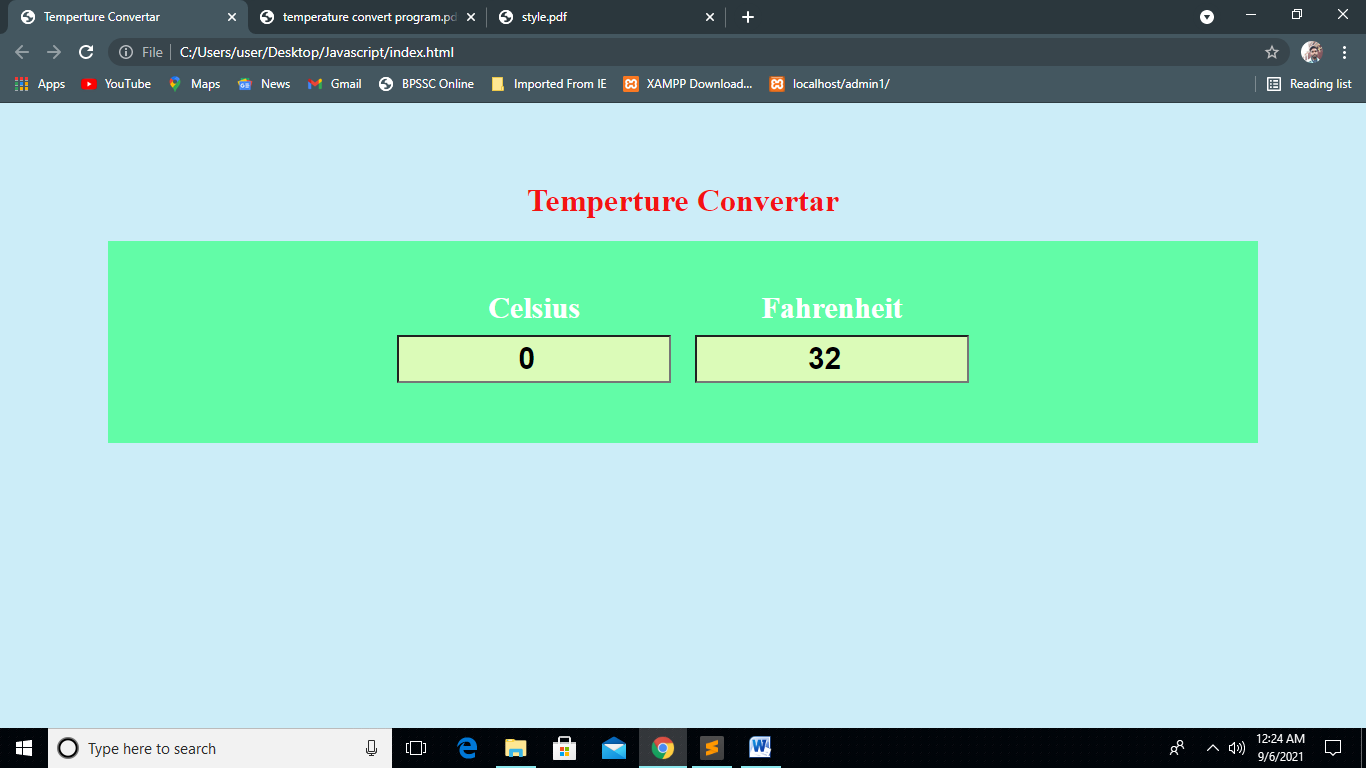 Temperture Convertar
temperature convert program.pd
style.pdf
File
C:/Users/user/Desktop/Javascript/index.html
Apps
YouTube
Maps
News
Gmail
BPSSC Online
Imported From IE
XAMPP Download...
localhost/admin1/
Reading list
Temperture Convertar
Celsius
Fahrenheit
0
32
Type here to search
12:24 AM
9/6/2021